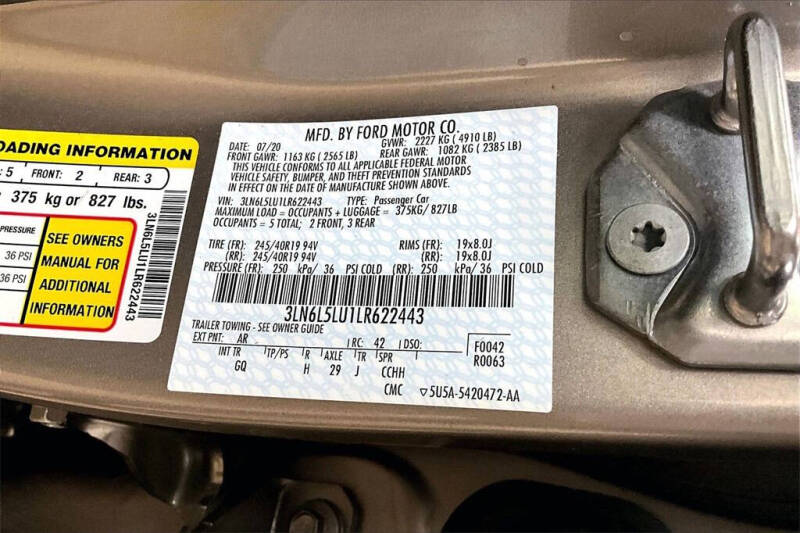 OADING INFORMATION
: 5 FRONT: 2 REAR: 3
375 kg or 827 lbs.
PRESSURE
36 PSI
36 PSI
SEE OWNERS
MANUAL FOR
ADDITIONAL
INFORMATION
3LN6L5LU1LR622443
MFD. BY FORD MOTOR CO.
DATE: 07/20 GVWR: 2227 KG ( 4910 LB)
FRONT GAWR: 1163 KG ( 2565 LB) REAR GAWR: 1082 KG ( 2385 LB)
THIS VEHICLE CONFORMS TO ALL APPLICABLE FEDERAL MOTOR
VEHICLE SAFETY, BUMPER, AND THEFT PREVENTION STANDARDS
IN EFFECT ON THE DATE OF MANUFACTURE SHOWN ABOVE.
VIN: 3LN6L5LU1LR622443 TYPE: Passenger Car
MAXIMUM LOAD = OCCUPANTS + LUGGAGE = 375KG/ 827LB
OCCUPANTS = 5 TOTAL; 2 FRONT, 3 REAR
TIRE (FR): 245/40R19 94V RIMS (FR): 19x8.0J
TIRE (RR): 245/40R19 94V (RR): 19x8.0J
PRESSURE (FR): 250 kPa/ 36 PSI COLD (RR): 250 kPa/ 36 PSI COLD
3LN6L5LU1LR622443
TRAILER TOWING - SEE OWNER GUIDE
EXT PNT: AR RC: 42 DSO: F0042
R0063
INT TR TP/PS R AXLE TR SPR
GQ H 29 J CCHH
CMC ▽5U5A-5420472-AA